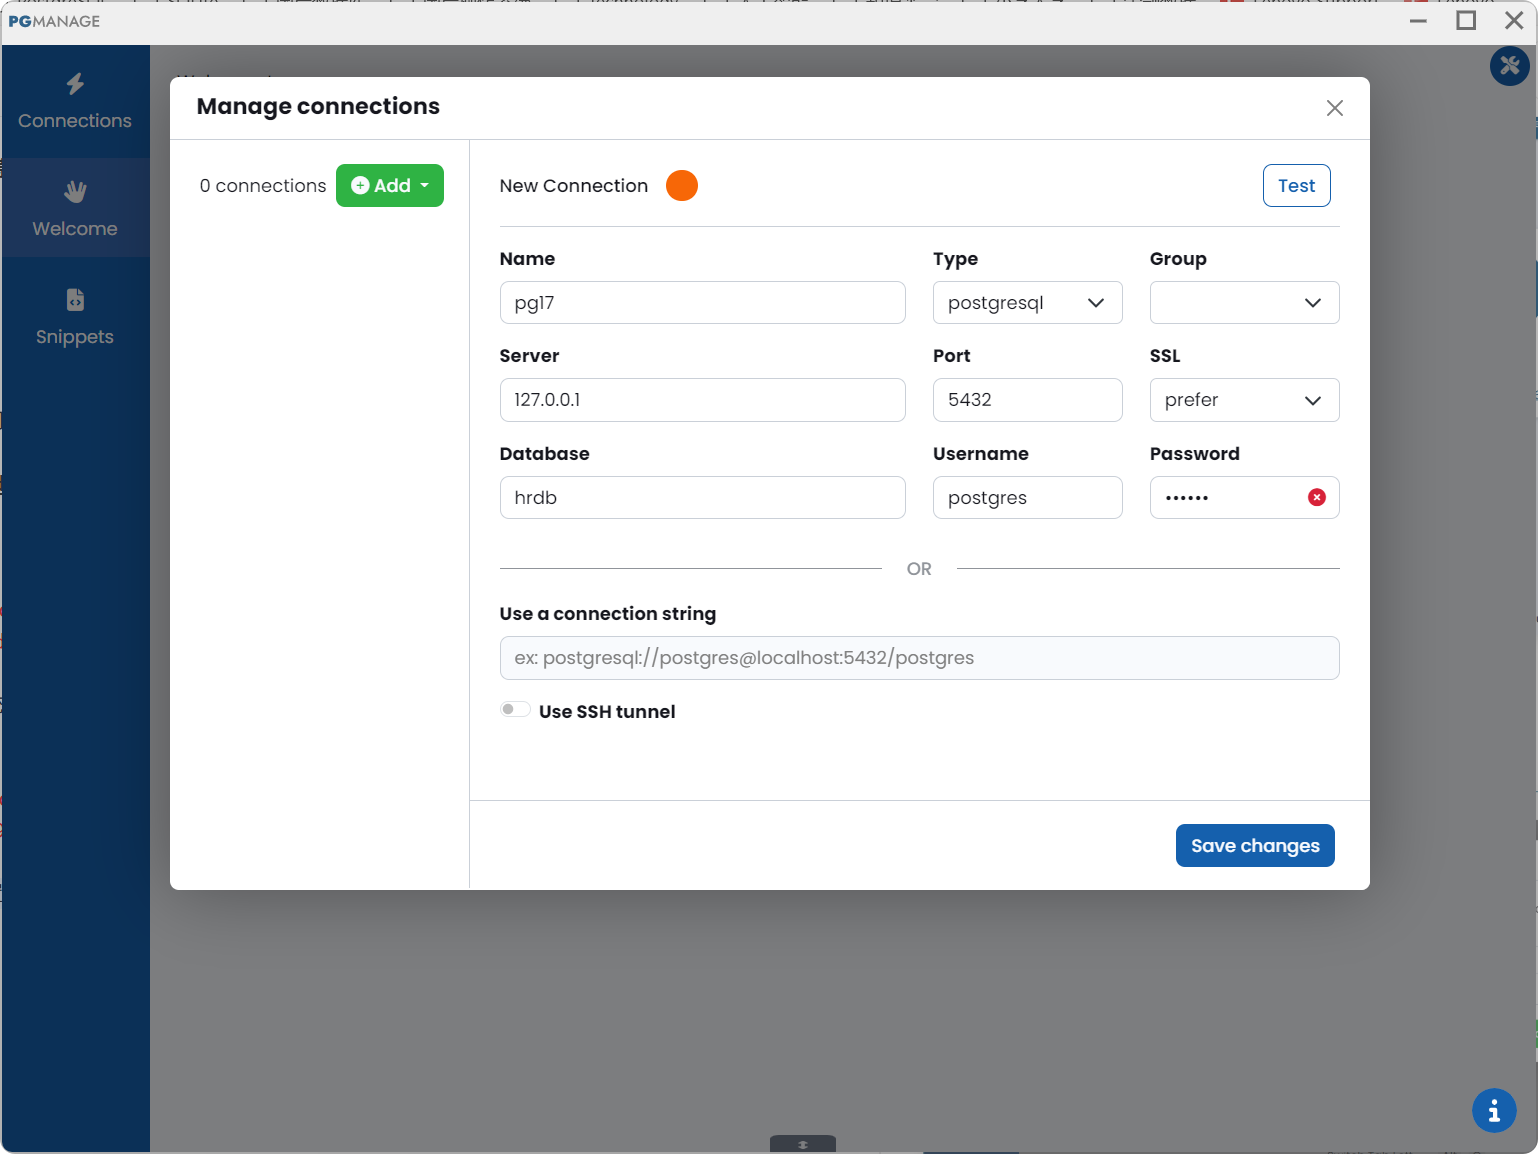 PGMANAGE
Connections
Welcome
Snippets
Manage connections
0 connections
Add
New Connection
Test
Name
Type
Group
pg17
postgresql
Server
Port
SSL
127.0.0.1
5432
prefer
Database
Username
Password
hrdb
postgres
••••••
OR
Use a connection string
ex: postgresql://postgres@localhost:5432/postgres
Use SSH tunnel
Save changes